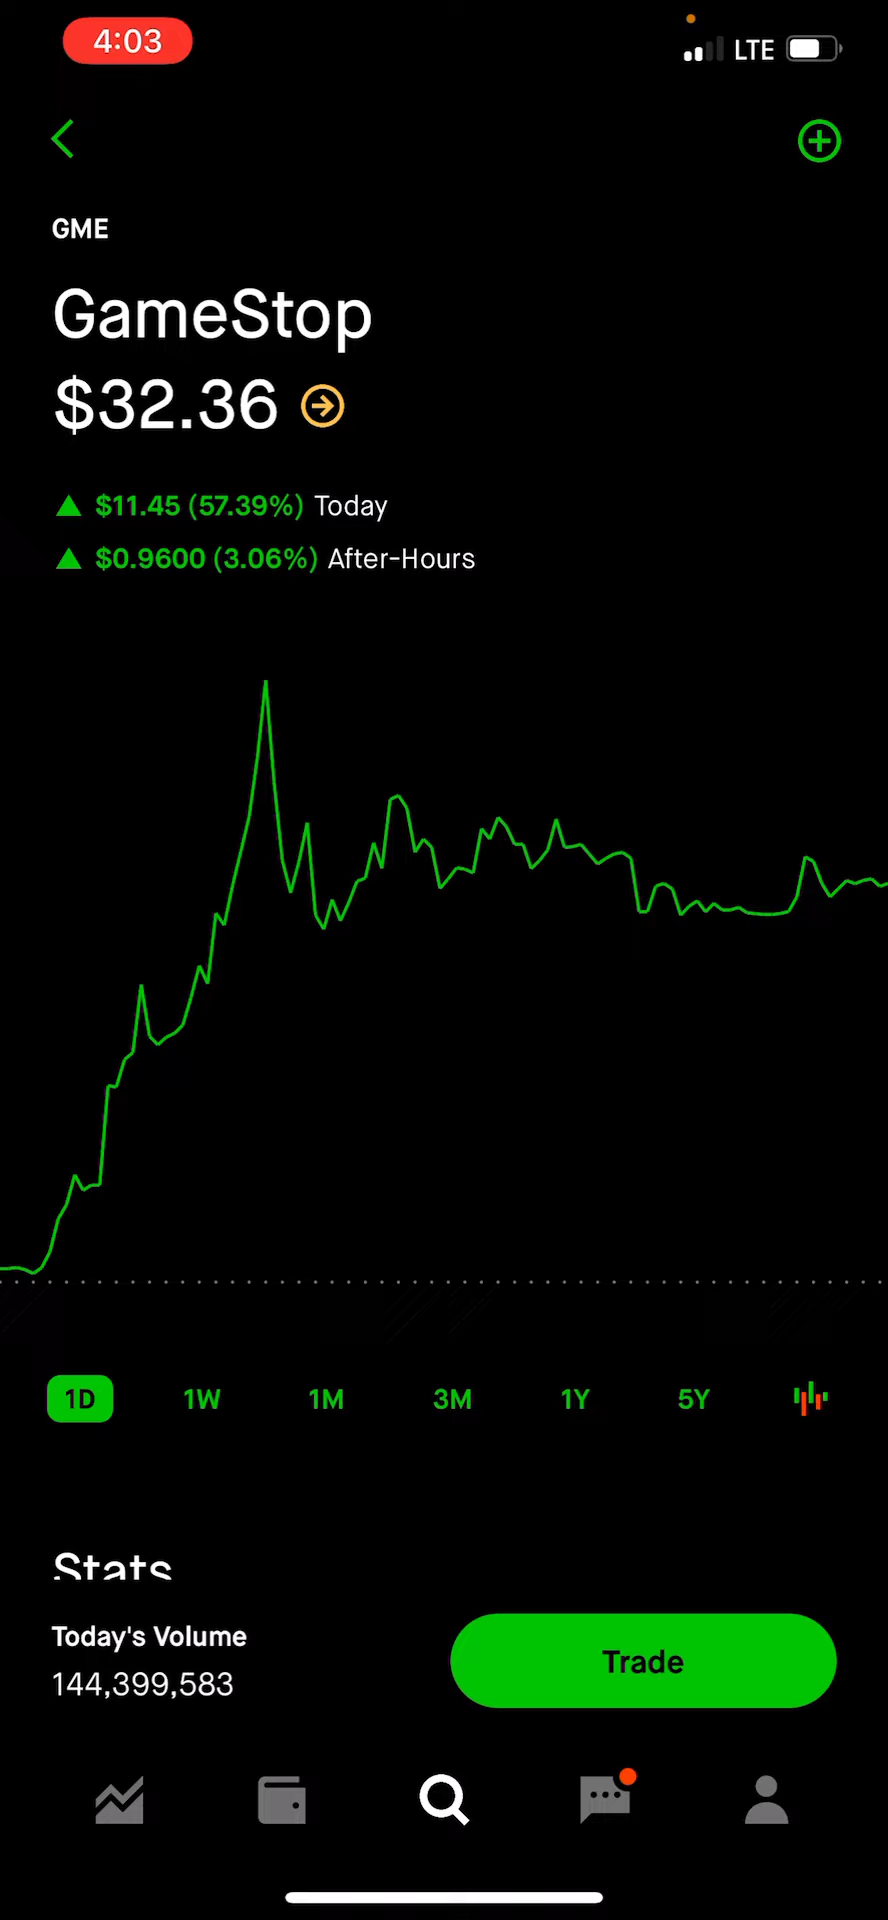 4:03
LTE
GME
GameStop
$32.36
$11.45 (57.39%) Today
$0.9600 (3.06%) After-Hours
1D 1W 1M 3M 1Y 5Y
Stats
Today's Volume
144,399,583
Trade